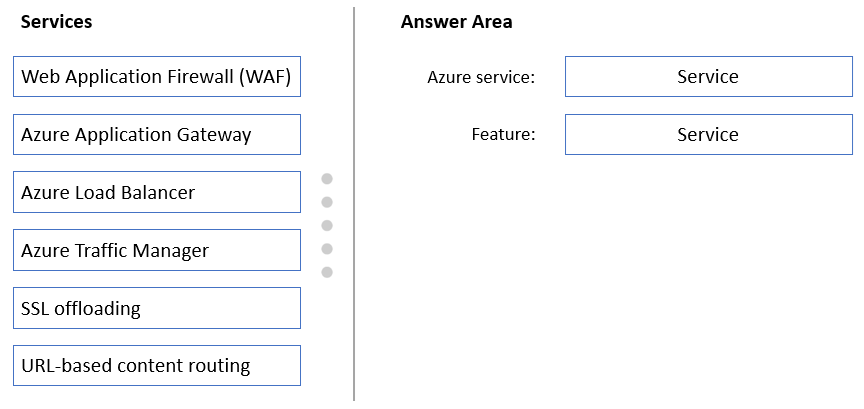 Services
Web Application Firewall (WAF)
Azure Application Gateway
Azure Load Balancer
Azure Traffic Manager
SSL offloading
URL-based content routing
Answer Area
Azure service: Service
Feature: Service